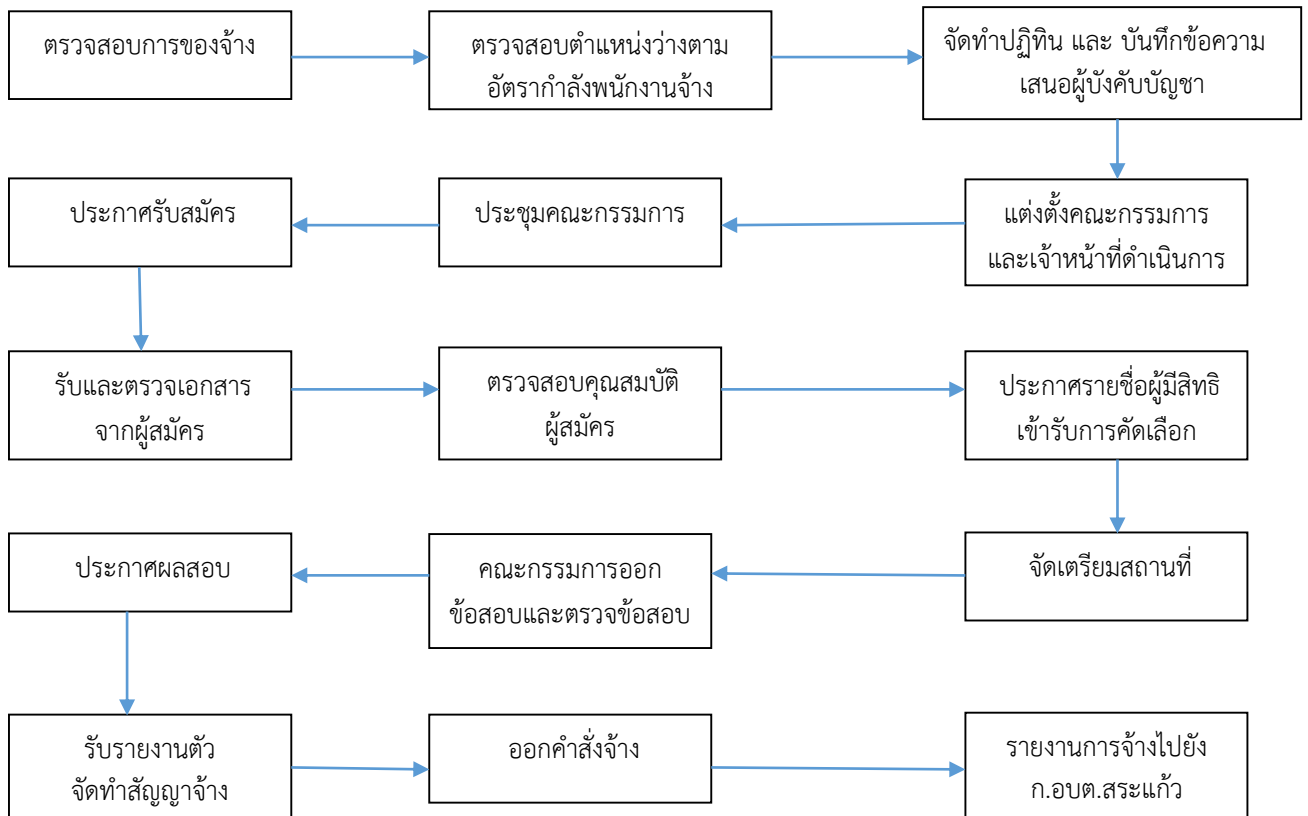 ตรวจสอบการของจ้าง
ตรวจสอบตำแหน่งว่างตาม
อัตรากำลังพนักงานจ้าง
จัดทำปฏิทิน และ บันทึกข้อความ
เสนอผู้บังคับบัญชา
แต่งตั้งคณะกรรมการ
และเจ้าหน้าที่ดำเนินการ
ประชุมคณะกรรมการ
ประกาศรับสมัคร
รับและตรวจเอกสาร
จากผู้สมัคร
ตรวจสอบคุณสมบัติ
ผู้สมัคร
ประกาศรายชื่อผู้มีสิทธิ
เข้ารับการคัดเลือก
จัดเตรียมสถานที่
คณะกรรมการออก
ข้อสอบและตรวจข้อสอบ
ประกาศผลสอบ
รับรายงานตัว
จัดทำสัญญาจ้าง
ออกคำสั่งจ้าง
รายงานการจ้างไปยัง
ก.อบต.สระแก้ว